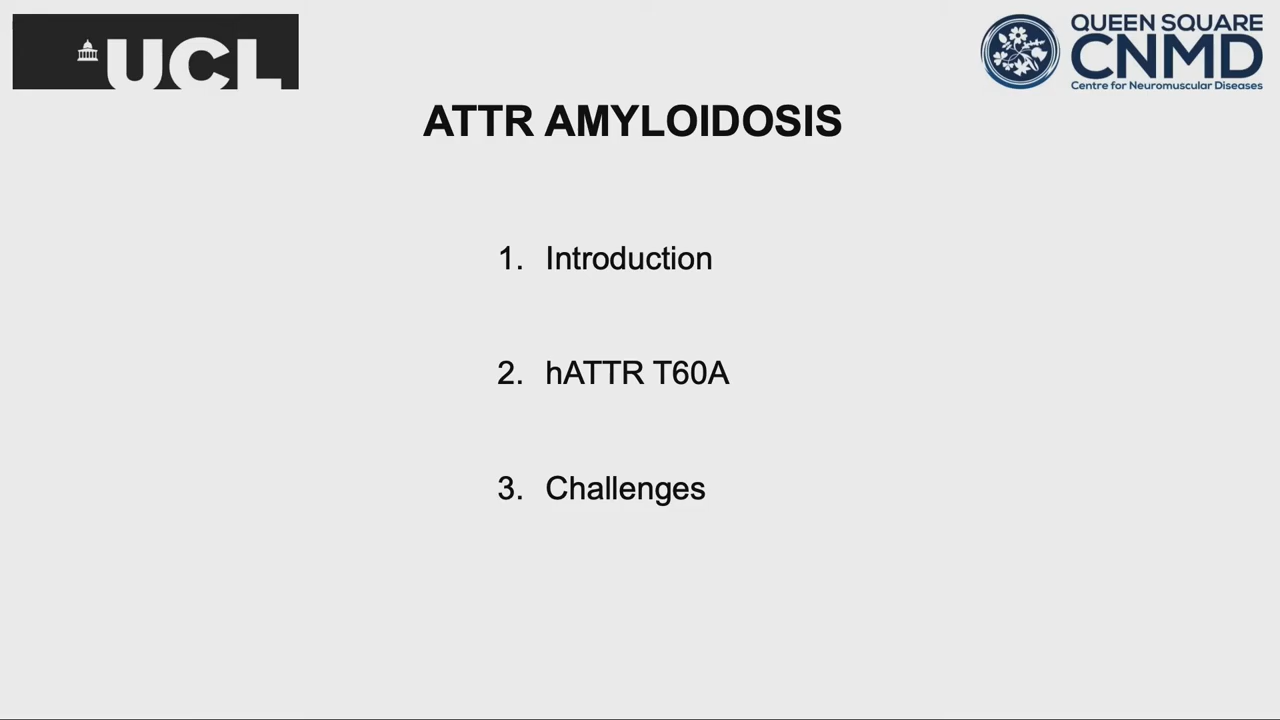 UCL
QUEEN SQUARE
CNMD
Centre for Neuromuscular Diseases
ATTR AMYLOIDOSIS
1. Introduction
2. hATTR T60A
3. Challenges